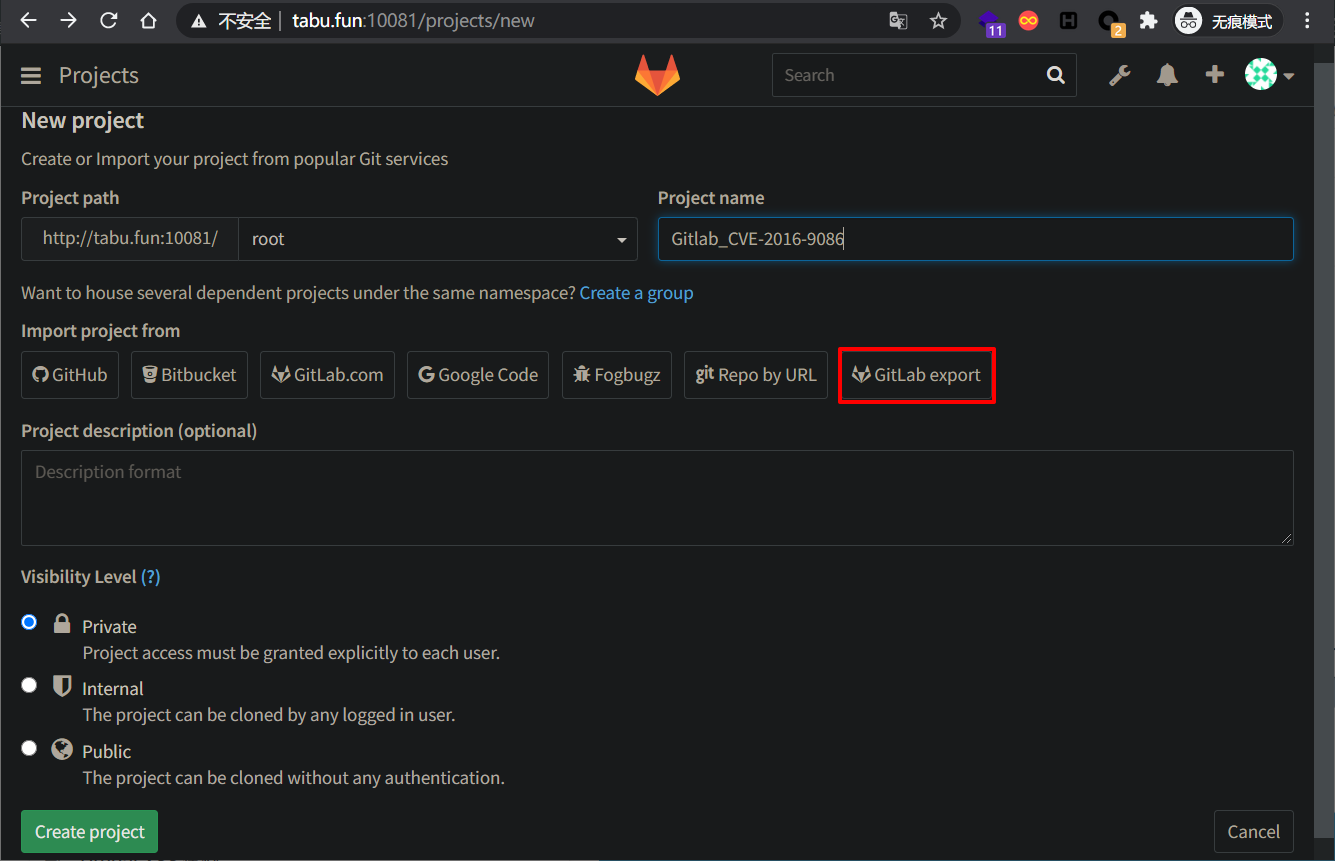 不安全 | tabu.fun:10081/projects/new 11 2 无痕模式
Projects Search
New project
Create or Import your project from popular Git services
Project path Project name
http://tabu.fun:10081/ root Gitlab_CVE-2016-9086
Want to house several dependent projects under the same namespace? Create a group
Import project from
GitHub Bitbucket GitLab.com Google Code Fogbugz git Repo by URL GitLab export
Project description (optional)
Description format
Visibility Level (?)
Private
Project access must be granted explicitly to each user.
Internal
The project can be cloned by any logged in user.
Public
The project can be cloned without any authentication.
Create project Cancel